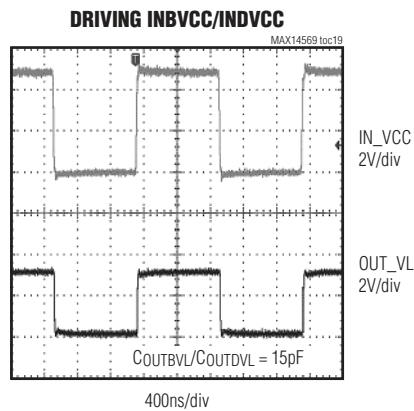 DRIVING INBVCC/INDVCC
MAX14569 toc19
T
IN_VCC
2V/div
OUT_VL
2V/div
COUTBVL/COUTDVL = 15pF
400ns/div